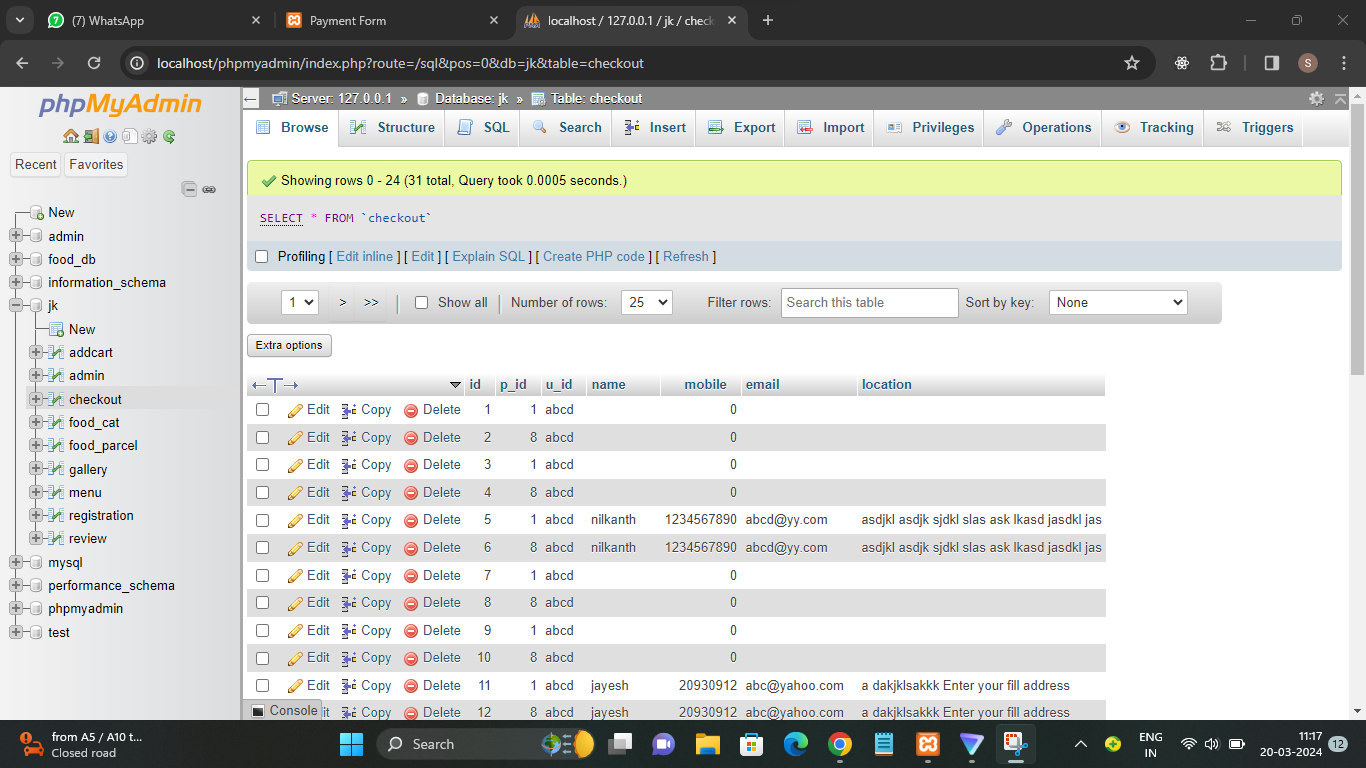 (7) WhatsApp
Payment Form
localhost / 127.0.0.1 / jk / check
localhost/phpmyadmin/index.php?route=/sql&pos=0&db=jk&table=checkout
S
phpMyAdmin
Recent Favorites
New
admin
food_db
information_schema
jk
New
addcart
admin
checkout
food_cat
food_parcel
gallery
menu
registration
review
mysql
performance_schema
phpmyadmin
test
Server: 127.0.0.1 » Database: jk » Table: checkout
Browse Structure SQL Search Insert Export Import Privileges Operations Tracking Triggers
Showing rows 0 - 24 (31 total, Query took 0.0005 seconds.)
SELECT * FROM `checkout`
Profiling [ Edit inline ] [ Edit ] [ Explain SQL ] [ Create PHP code ] [ Refresh ]
1 > >> Show all Number of rows: 25 Filter rows: Search this table Sort by key: None
Extra options
id p_id u_id name mobile email location
Edit Copy Delete 1 1 abcd 0
Edit Copy Delete 2 8 abcd 0
Edit Copy Delete 3 1 abcd 0
Edit Copy Delete 4 8 abcd 0
Edit Copy Delete 5 1 abcd nilkanth 1234567890 abcd@yy.com asdjkl asdjk sjdkl slas ask lkasd jasdkl jas
Edit Copy Delete 6 8 abcd nilkanth 1234567890 abcd@yy.com asdjkl asdjk sjdkl slas ask lkasd jasdkl jas
Edit Copy Delete 7 1 abcd 0
Edit Copy Delete 8 8 abcd 0
Edit Copy Delete 9 1 abcd 0
Edit Copy Delete 10 8 abcd 0
Edit Copy Delete 11 1 abcd jayesh 20930912 abc@yahoo.com a dakjklsakkk Enter your fill address
Console Edit Copy Delete 12 8 abcd jayesh 20930912 abc@yahoo.com a dakjklsakkk Enter your fill address
from A5 / A10 t...
Closed road
Search
ENG
IN
11:17
20-03-2024
12